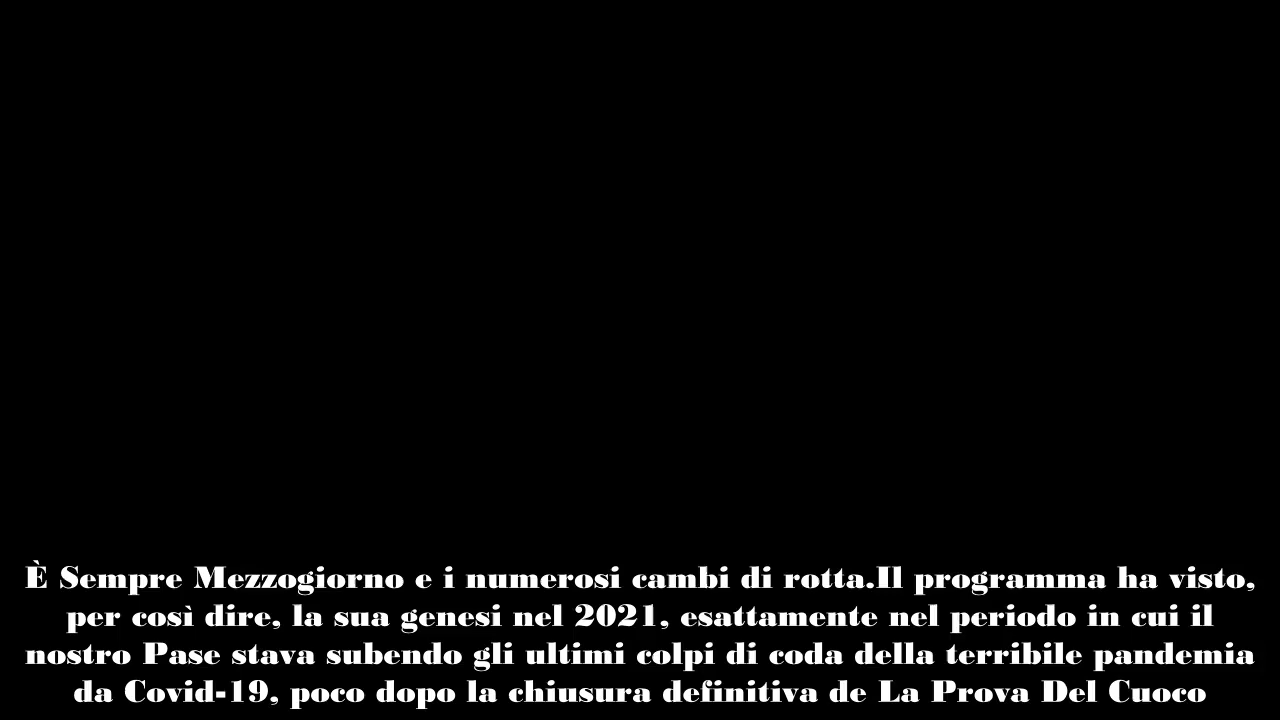 È Sempre Mezzogiorno e i numerosi cambi di rotta.Il programma ha visto,
per così dire, la sua genesi nel 2021, esattamente nel periodo in cui il
nostro Pase stava subendo gli ultimi colpi di coda della terribile pandemia
da Covid-19, poco dopo la chiusura definitiva de La Prova Del Cuoco